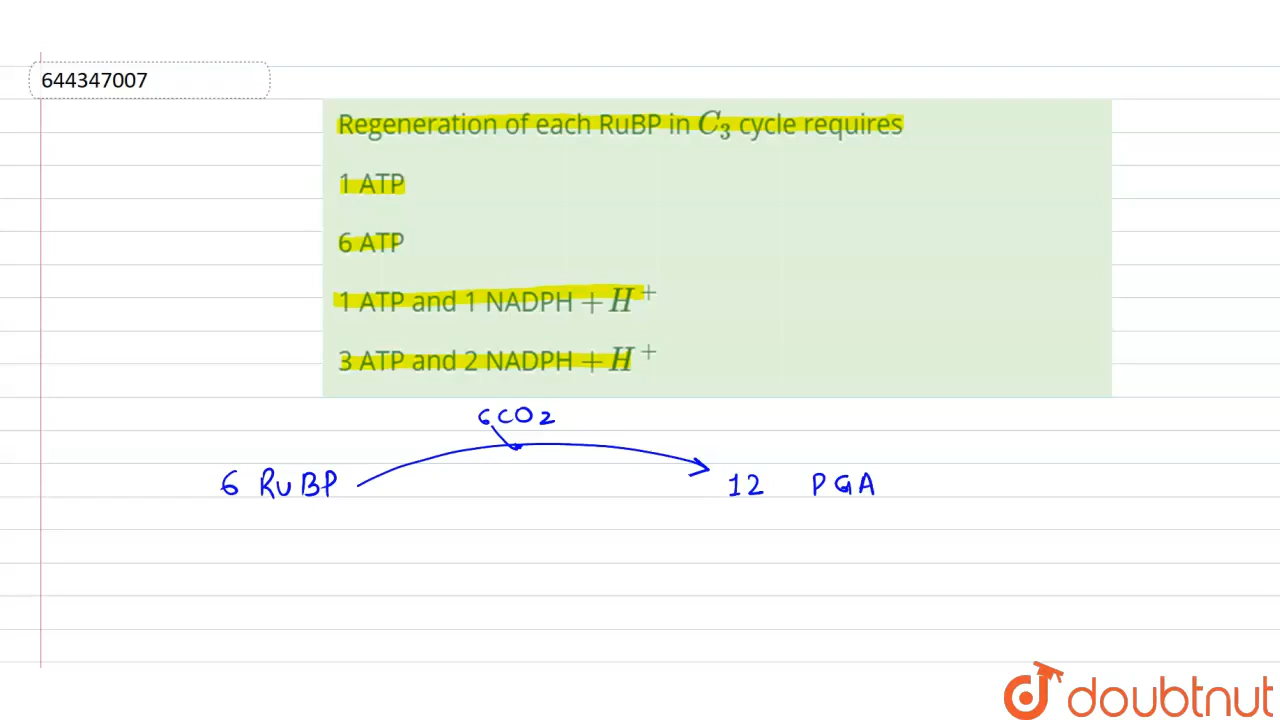 644347007
Regeneration of each RuBP in C₃ cycle requires
1 ATP
6 ATP
1 ATP and 1 NADPH + H⁺
3 ATP and 2 NADPH + H⁺
6CO2
6 RuBP 12 PGA
doubtnut